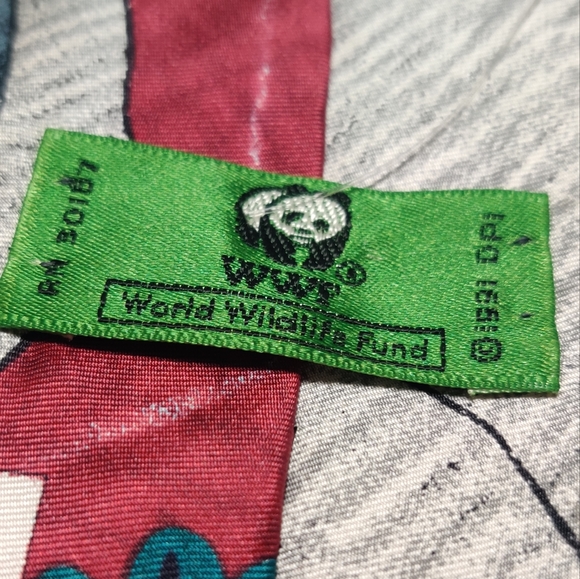 RN 30187
WWF®
World Wildlife Fund
© 1991 DPI